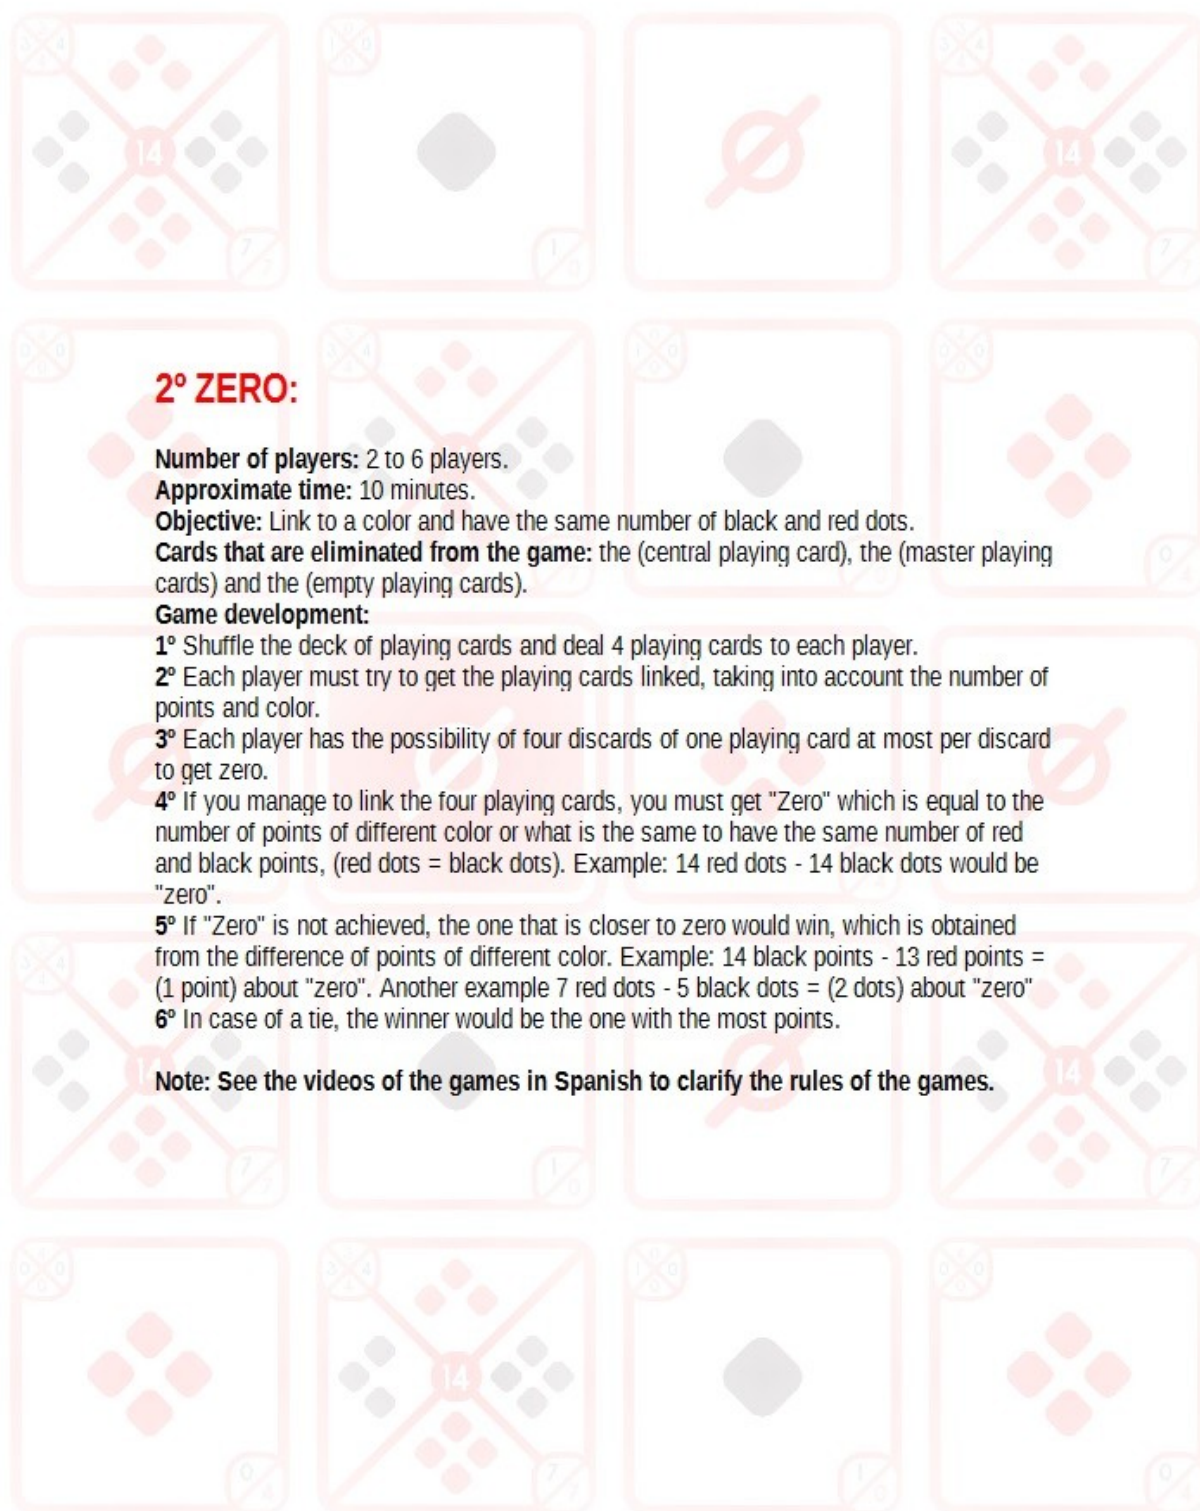 2º ZERO:
Number of players: 2 to 6 players.
Approximate time: 10 minutes.
Objective: Link to a color and have the same number of black and red dots.
Cards that are eliminated from the game: the (central playing card), the (master playing
cards) and the (empty playing cards).
Game development:
1º Shuffle the deck of playing cards and deal 4 playing cards to each player.
2º Each player must try to get the playing cards linked, taking into account the number of
points and color.
3º Each player has the possibility of four discards of one playing card at most per discard
to get zero.
4º If you manage to link the four playing cards, you must get "Zero" which is equal to the
number of points of different color or what is the same to have the same number of red
and black points, (red dots = black dots). Example: 14 red dots - 14 black dots would be
"zero".
5º If "Zero" is not achieved, the one that is closer to zero would win, which is obtained
from the difference of points of different color. Example: 14 black points - 13 red points =
(1 point) about "zero". Another example 7 red dots - 5 black dots = (2 dots) about "zero"
6º In case of a tie, the winner would be the one with the most points.
Note: See the videos of the games in Spanish to clarify the rules of the games.